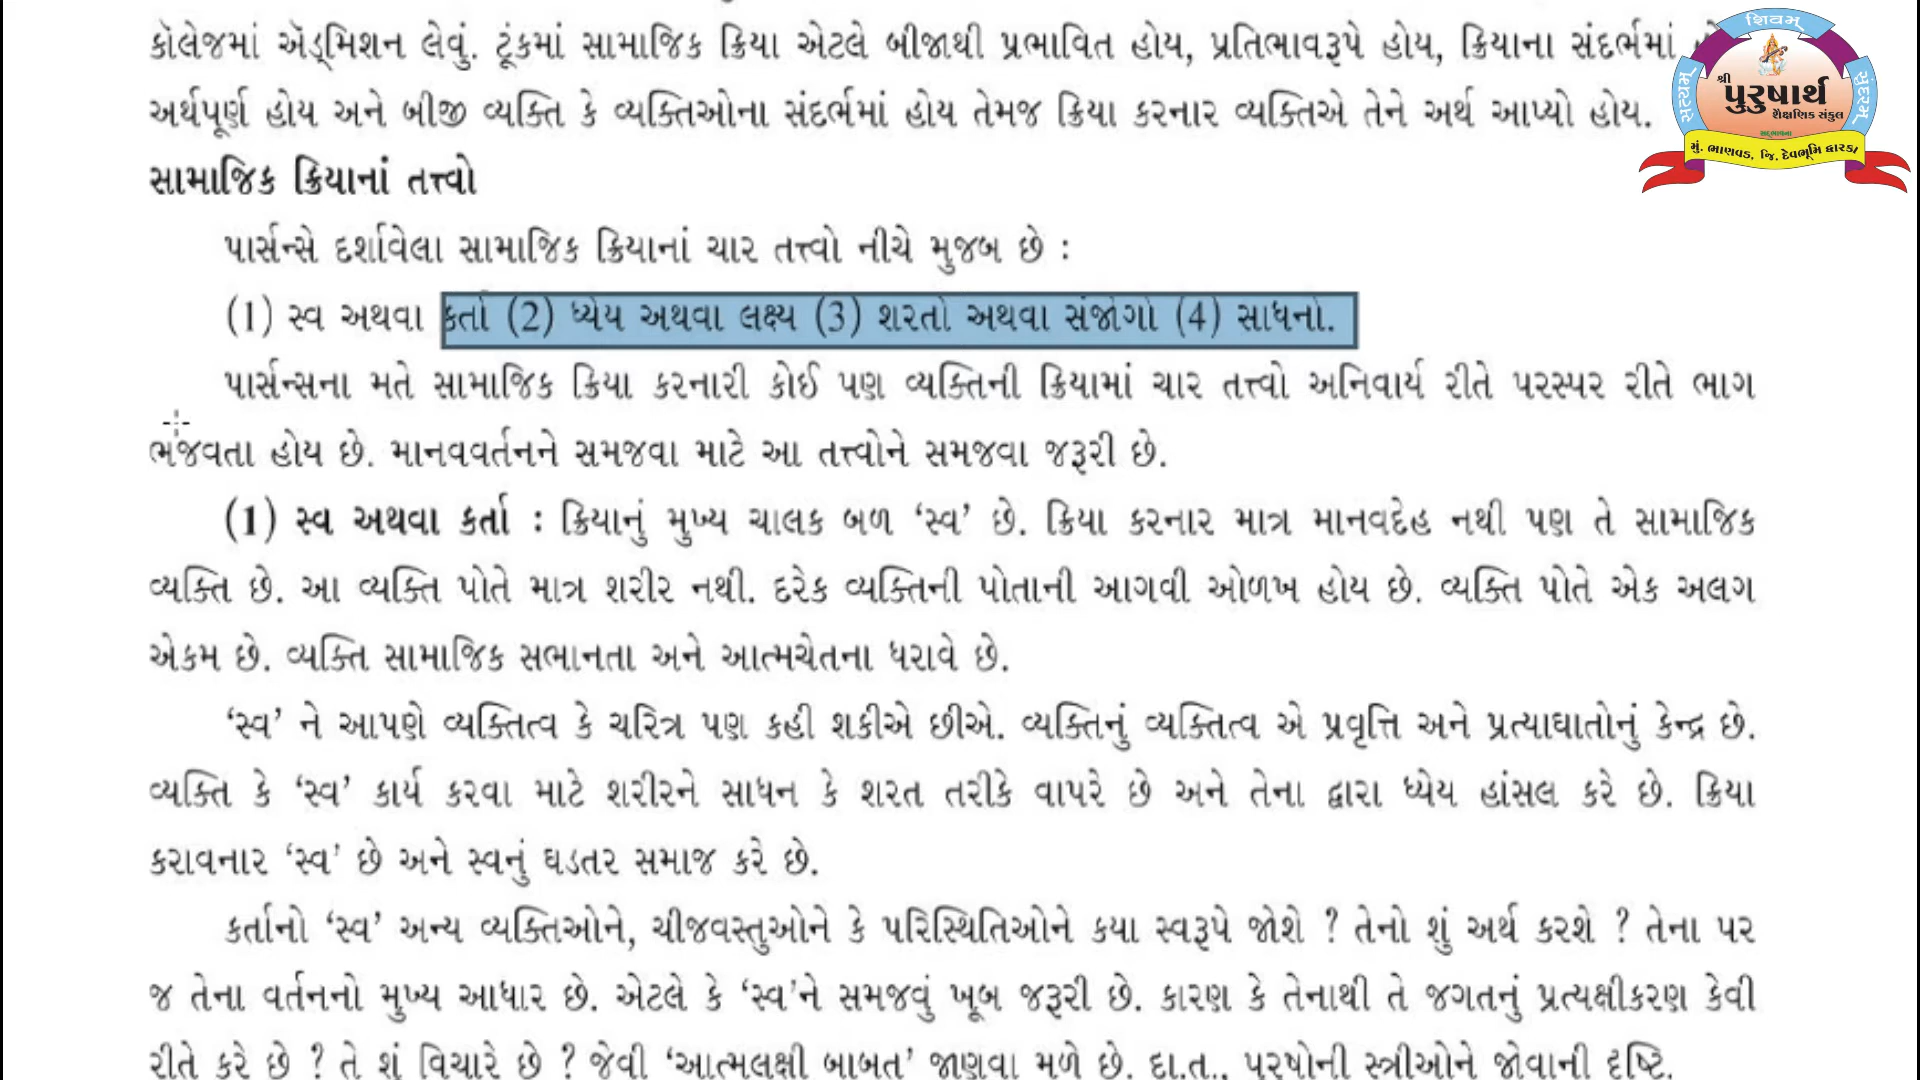 કૉલેજમાં ઍડ્મિશન લેવું. ટૂંકમાં સામાજિક ક્રિયા એટલે બીજાથી પ્રભાવિત હોય, પ્રતિભાવરૂપે હોય, ક્રિયાના સંદર્ભમાં
અર્થપૂર્ણ હોય અને બીજી વ્યક્તિ કે વ્યક્તિઓના સંદર્ભમાં હોય તેમજ ક્રિયા કરનાર વ્યક્તિએ તેને અર્થ આપ્યો હોય.
સામાજિક ક્રિયાનાં તત્ત્વો
પાર્સન્સે દર્શાવેલા સામાજિક ક્રિયાનાં ચાર તત્ત્વો નીચે મુજબ છે :
(1) સ્વ અથવા કર્તા (2) ધ્યેય અથવા લક્ષ્ય (3) શરતો અથવા સંજોગો (4) સાધનો.
પાર્સન્સના મતે સામાજિક ક્રિયા કરનારી કોઈ પણ વ્યક્તિની ક્રિયામાં ચાર તત્ત્વો અનિવાર્ય રીતે પરસ્પર રીતે ભાગ
ભજવતા હોય છે. માનવવર્તનને સમજવા માટે આ તત્ત્વોને સમજવા જરૂરી છે.
(1) સ્વ અથવા કર્તા : ક્રિયાનું મુખ્ય ચાલક બળ ‘સ્વ’ છે. ક્રિયા કરનાર માત્ર માનવદેહ નથી પણ તે સામાજિક
વ્યક્તિ છે. આ વ્યક્તિ પોતે માત્ર શરીર નથી. દરેક વ્યક્તિની પોતાની આગવી ઓળખ હોય છે. વ્યક્તિ પોતે એક અલગ
એકમ છે. વ્યક્તિ સામાજિક સભાનતા અને આત્મચેતના ધરાવે છે.
‘સ્વ’ ને આપણે વ્યક્તિત્વ કે ચરિત્ર પણ કહી શકીએ છીએ. વ્યક્તિનું વ્યક્તિત્વ એ પ્રવૃત્તિ અને પ્રત્યાઘાતોનું કેન્દ્ર છે.
વ્યક્તિ કે ‘સ્વ’ કાર્ય કરવા માટે શરીરને સાધન કે શરત તરીકે વાપરે છે અને તેના દ્વારા ધ્યેય હાંસલ કરે છે. ક્રિયા
કરાવનાર ‘સ્વ’ છે અને સ્વનું ઘડતર સમાજ કરે છે.
કર્તાનો ‘સ્વ’ અન્ય વ્યક્તિઓને, ચીજવસ્તુઓને કે પરિસ્થિતિઓને કયા સ્વરૂપે જોશે ? તેનો શું અર્થ કરશે ? તેના પર
જ તેના વર્તનનો મુખ્ય આધાર છે. એટલે કે ‘સ્વ’ને સમજવું ખૂબ જરૂરી છે. કારણ કે તેનાથી તે જગતનું પ્રત્યક્ષીકરણ કેવી
રીતે કરે છે ? તે શું વિચારે છે ? જેવી ‘આત્મલક્ષી બાબત’ જાણવા મળે છે. દા.ત., પુરુષોની સ્ત્રીઓને જોવાની દૃષ્ટિ.
સત્યમ્ શિવમ્ સુંદરમ્
શ્રી
પુરુષાર્થ
શૈક્ષણિક સંકુલ
સદ્‌ભાવના
મું. ભાણવડ, જિ. દેવભૂમિ દ્વારકા